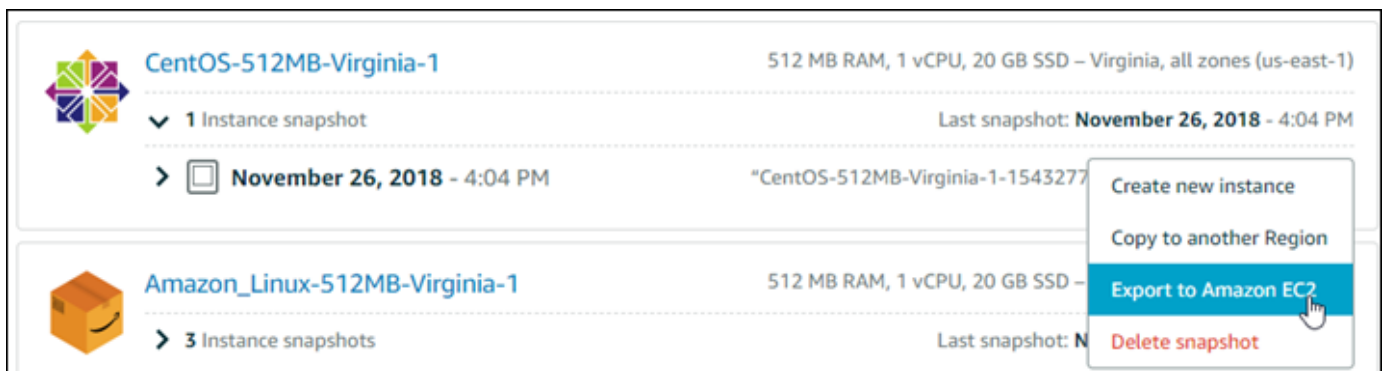 CentOS-512MB-Virginia-1
512 MB RAM, 1 vCPU, 20 GB SSD – Virginia, all zones (us-east-1)
1 Instance snapshot
Last snapshot: November 26, 2018 - 4:04 PM
November 26, 2018 - 4:04 PM
"CentOS-512MB-Virginia-1-1543277
Create new instance
Copy to another Region
Export to Amazon EC2
Delete snapshot
Amazon_Linux-512MB-Virginia-1
512 MB RAM, 1 vCPU, 20 GB SSD –
3 Instance snapshots
Last snapshot: N